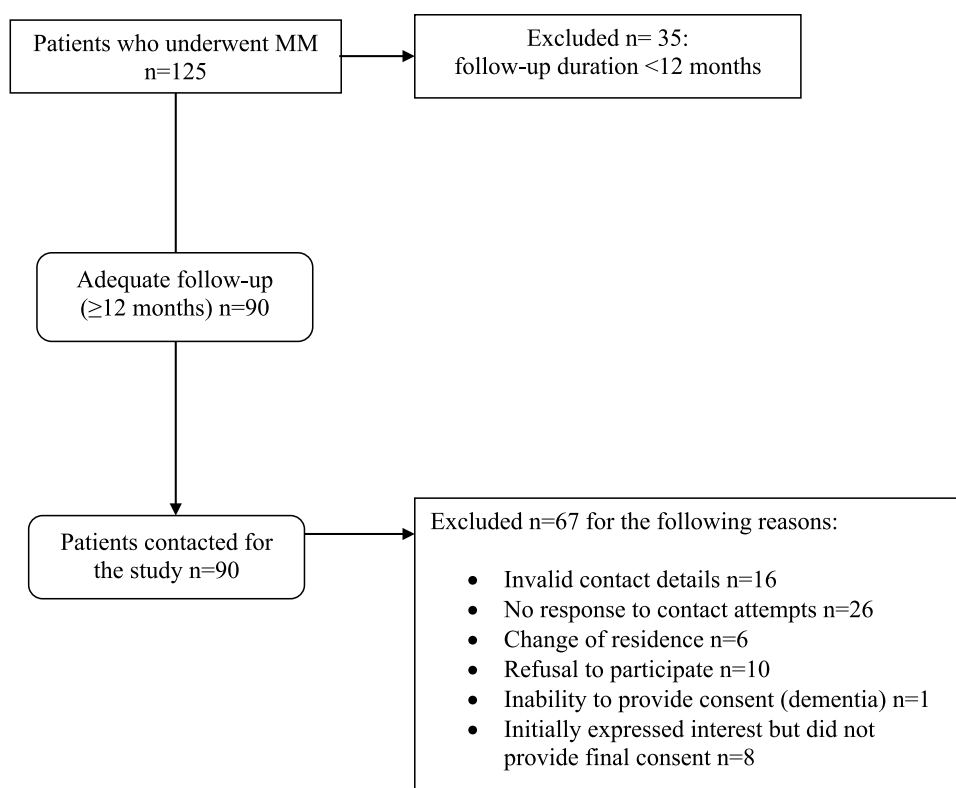 Patients who underwent MM
n=125
Excluded n= 35:
follow-up duration <12 months
Adequate follow-up
(≥12 months) n=90
Patients contacted for
the study n=90
Excluded n=67 for the following reasons:
• Invalid contact details n=16
• No response to contact attempts n=26
• Change of residence n=6
• Refusal to participate n=10
• Inability to provide consent (dementia) n=1
• Initially expressed interest but did not
provide final consent n=8